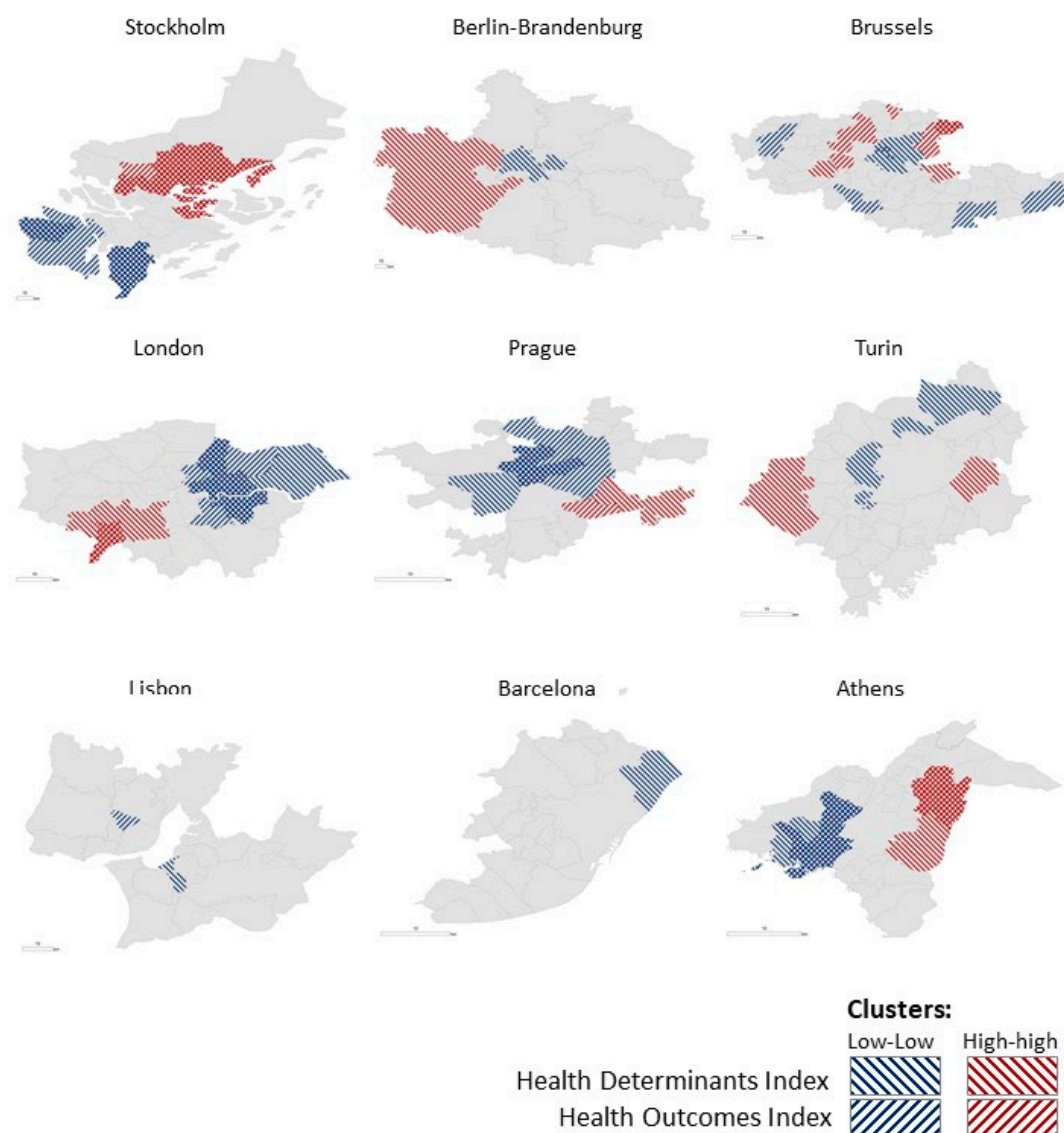 Stockholm
Berlin-Brandenburg
Brussels
London
Prague
Turin
Lisbon
Barcelona
Athens
Clusters:
Low-Low
High-high
Health Determinants Index
Health Outcomes Index